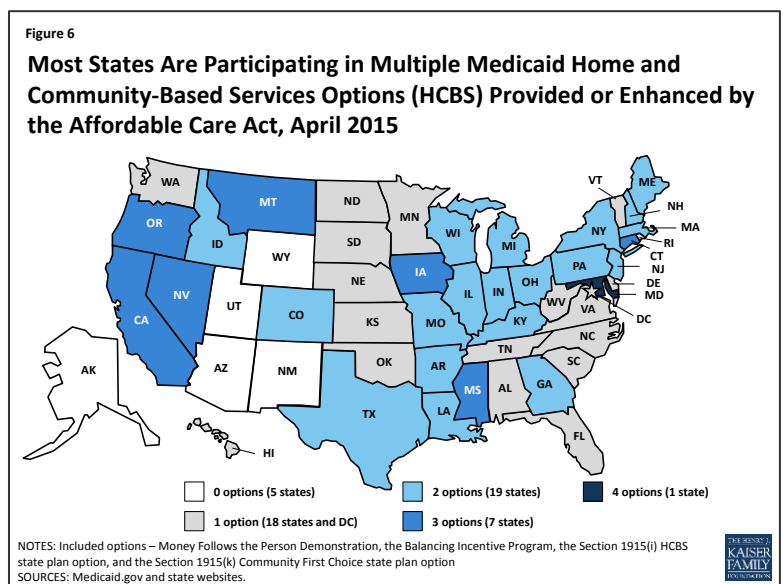 Figure 6
Most States Are Participating in Multiple Medicaid Home and
Community-Based Services Options (HCBS) Provided or Enhanced by
the Affordable Care Act, April 2015
WA
OR
CA
NV
ID
MT
WY
UT
AZ
CO
NM
ND
SD
NE
KS
OK
TX
MN
IA
MO
AR
LA
WI
IL
MI
IN
OH
KY
TN
MS
AL
GA
FL
SC
NC
VA
WV
PA
NY
VT
ME
NH
MA
RI
CT
NJ
DE
MD
DC
AK
HI
0 options (5 states)
2 options (19 states)
4 options (1 state)
1 option (18 states and DC)
3 options (7 states)
NOTES: Included options – Money Follows the Person Demonstration, the Balancing Incentive Program, the Section 1915(i) HCBS
state plan option, and the Section 1915(k) Community First Choice state plan option
SOURCES: Medicaid.gov and state websites.
THE HENRY J.
KAISER
FAMILY
FOUNDATION